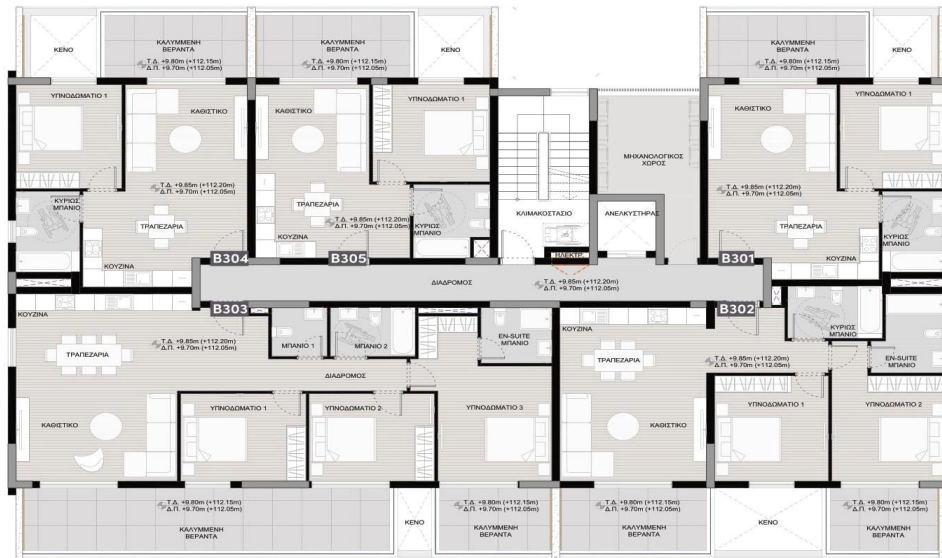 ΚΕΝΟ
ΚΑΛΥΜΜΕΝΗ
ΒΕΡΑΝΤΑ
Τ.Δ. +9.80m (+112.15m)
Δ.Π. +9.70m (+112.05m)
ΚΑΛΥΜΜΕΝΗ
ΒΕΡΑΝΤΑ
Τ.Δ. +9.80m (+112.15m)
Δ.Π. +9.70m (+112.05m)
ΚΕΝΟ
ΚΑΛΥΜΜΕΝΗ
ΒΕΡΑΝΤΑ
Τ.Δ. +9.80m (+112.15m)
Δ.Π. +9.70m (+112.05m)
ΚΕΝΟ
ΥΠΝΟΔΩΜΑΤΙΟ 1
ΚΑΘΙΣΤΙΚΟ
ΚΑΘΙΣΤΙΚΟ
ΥΠΝΟΔΩΜΑΤΙΟ 1
ΚΑΘΙΣΤΙΚΟ
ΥΠΝΟΔΩΜΑΤΙΟ 1
ΜΗΧΑΝΟΛΟΓΙΚΟΣ
ΧΩΡΟΣ
Τ.Δ. +9.85m (+112.20m)
Δ.Π. +9.70m (+112.05m)
Τ.Δ. +9.85m (+112.20m)
Δ.Π. +9.70m (+112.05m)
ΚΥΡΙΩΣ
ΜΠΑΝΙΟ
ΤΡΑΠΕΖΑΡΙΑ
ΤΡΑΠΕΖΑΡΙΑ
Τ.Δ. +9.85m (+112.20m)
Δ.Π. +9.70m (+112.05m)
ΚΥΡΙΩΣ
ΜΠΑΝΙΟ
ΚΛΙΜΑΚΟΣΤΑΣΙΟ
ΑΝΕΛΚΥΣΤΗΡΑΣ
ΤΡΑΠΕΖΑΡΙΑ
ΚΥΡΙΩΣ
ΜΠΑΝΙΟ
ΚΟΥΖΙΝΑ
ΚΟΥΖΙΝΑ
ΗΛΕΚΤΡ.
ΚΟΥΖΙΝΑ
B304
B305
B301
ΔΙΑΔΡΟΜΟΣ
Τ.Δ. +9.85m (+112.20m)
Δ.Π. +9.70m (+112.05m)
B303
B302
ΚΟΥΖΙΝΑ
ΚΟΥΖΙΝΑ
ΚΥΡΙΩΣ
ΜΠΑΝΙΟ
Τ.Δ. +9.85m (+112.20m)
Δ.Π. +9.70m (+112.05m)
ΤΡΑΠΕΖΑΡΙΑ
ΜΠΑΝΙΟ 1
ΜΠΑΝΙΟ 2
EN-SUITE
ΜΠΑΝΙΟ
ΤΡΑΠΕΖΑΡΙΑ
Τ.Δ. +9.85m (+112.20m)
Δ.Π. +9.70m (+112.05m)
EN-SUITE
ΜΠΑΝΙΟ
ΔΙΑΔΡΟΜΟΣ
ΥΠΝΟΔΩΜΑΤΙΟ 1
ΥΠΝΟΔΩΜΑΤΙΟ 2
ΥΠΝΟΔΩΜΑΤΙΟ 3
ΥΠΝΟΔΩΜΑΤΙΟ 1
ΥΠΝΟΔΩΜΑΤΙΟ 2
ΚΑΘΙΣΤΙΚΟ
ΚΑΘΙΣΤΙΚΟ
Τ.Δ. +9.80m (+112.15m)
Δ.Π. +9.70m (+112.05m)
Τ.Δ. +9.80m (+112.15m)
Δ.Π. +9.70m (+112.05m)
Τ.Δ. +9.80m (+112.15m)
Δ.Π. +9.70m (+112.05m)
Τ.Δ. +9.80m (+112.15m)
Δ.Π. +9.70m (+112.05m)
ΚΑΛΥΜΜΕΝΗ
ΒΕΡΑΝΤΑ
ΚΕΝΟ
ΚΑΛΥΜΜΕΝΗ
ΒΕΡΑΝΤΑ
ΚΑΛΥΜΜΕΝΗ
ΒΕΡΑΝΤΑ
ΚΕΝΟ
ΚΑΛΥΜΜΕΝΗ
ΒΕΡΑΝΤΑ